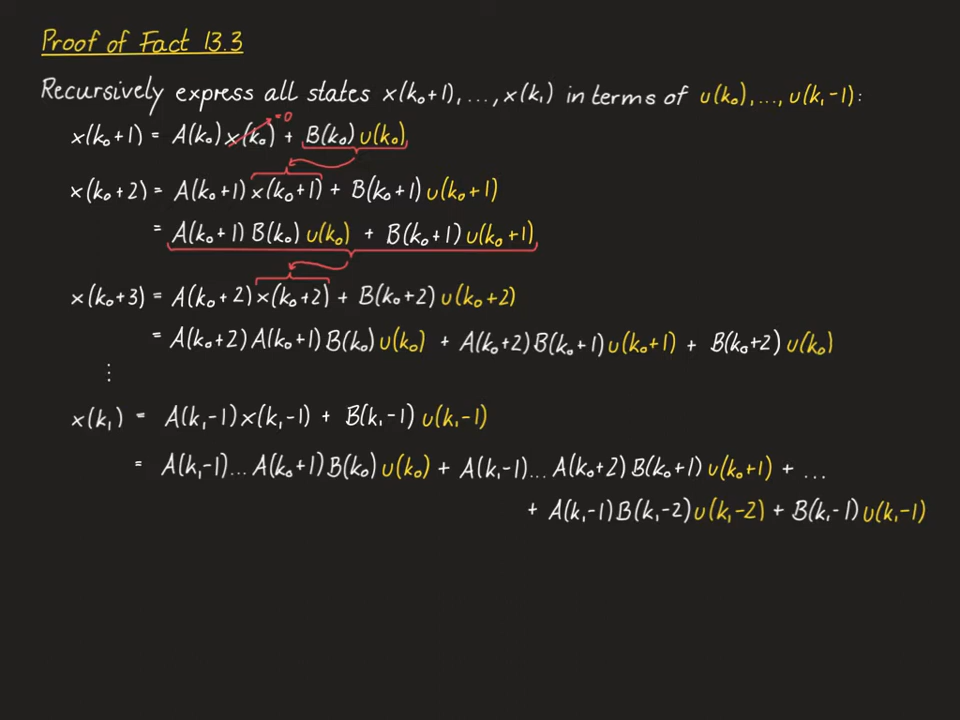 Proof of Fact 13.3
Recursively express all states x(k₀+1), ..., x(k₁) in terms of u(k₀), ..., u(k₁-1):
=0
x(k₀+1) = A(k₀)x(k₀) + B(k₀)u(k₀)
x(k₀+2) = A(k₀+1)x(k₀+1) + B(k₀+1)u(k₀+1)
= A(k₀+1)B(k₀)u(k₀) + B(k₀+1)u(k₀+1)
x(k₀+3) = A(k₀+2)x(k₀+2) + B(k₀+2)u(k₀+2)
= A(k₀+2)A(k₀+1)B(k₀)u(k₀) + A(k₀+2)B(k₀+1)u(k₀+1) + B(k₀+2)u(k₀)
⋮
x(k₁) = A(k₁-1)x(k₁-1) + B(k₁-1)u(k₁-1)
= A(k₁-1)...A(k₀+1)B(k₀)u(k₀) + A(k₁-1)...A(k₀+2)B(k₀+1)u(k₀+1) + ...
+ A(k₁-1)B(k₁-2)u(k₁-2) + B(k₁-1)u(k₁-1)